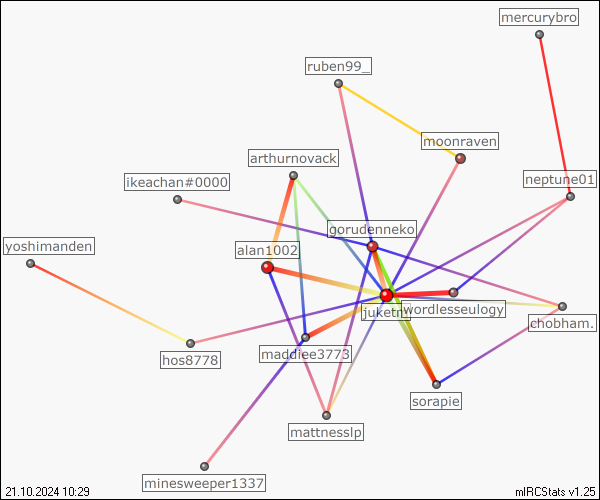 mercurybro
ruben99_
moonraven
arthurnovack
ikeachan#0000
neptune01
gorudenneko
yoshimanden
alan1002
wordlesseulogy
chobham.
maddiee3773
hos8778
sorapie
mattnesslp
minesweeper1337
21.10.2024 10:29
mIRCStats v1.25